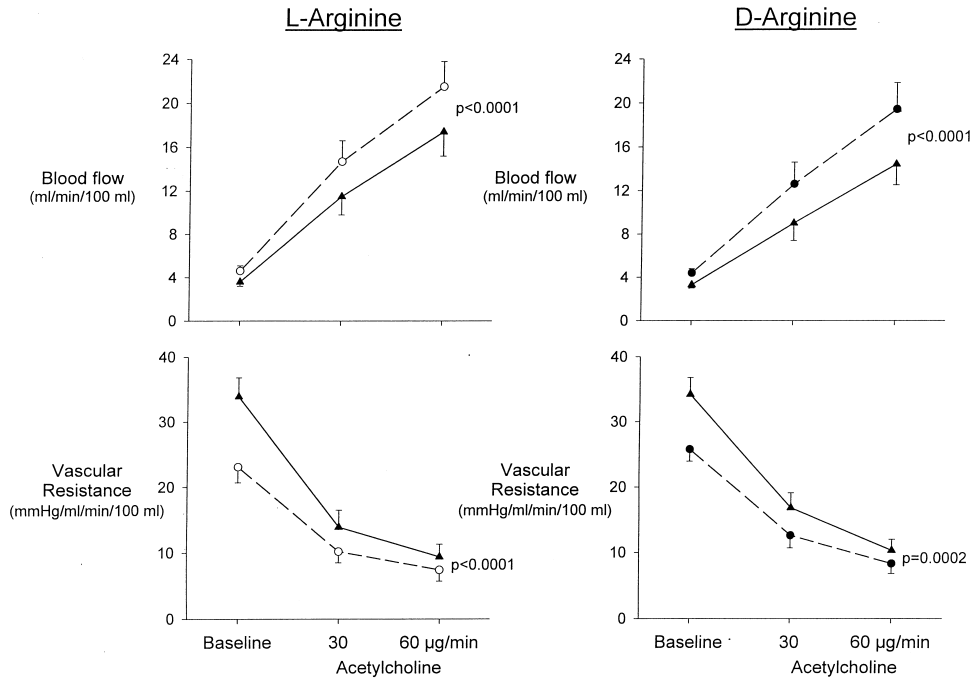 L-Arginine
D-Arginine
24
20
16
12
8
4
0
Blood flow
(ml/min/100 ml)
p<0.0001
24
20
16
12
8
4
0
Blood flow
(ml/min/100 ml)
p<0.0001
40
30
20
10
0
Vascular
Resistance
(mmHg/ml/min/100 ml)
p<0.0001
Baseline
30
60 µg/min
Acetylcholine
40
30
20
10
0
Vascular
Resistance
(mmHg/ml/min/100 ml)
p=0.0002
Baseline
30
60 µg/min
Acetylcholine